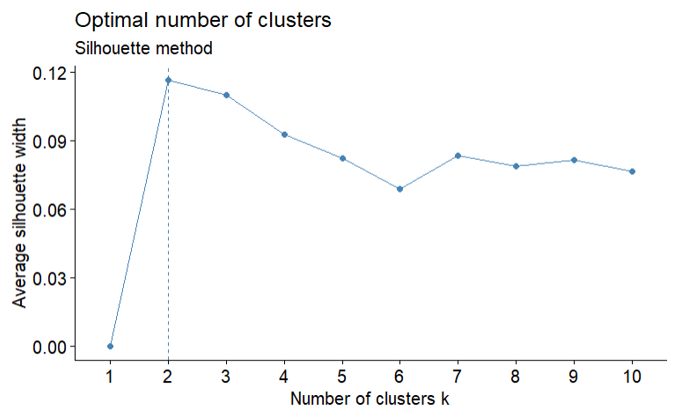 Optimal number of clusters
Silhouette method
Average silhouette width
0.12
0.09
0.06
0.03
0.00
1 2 3 4 5 6 7 8 9 10
Number of clusters k